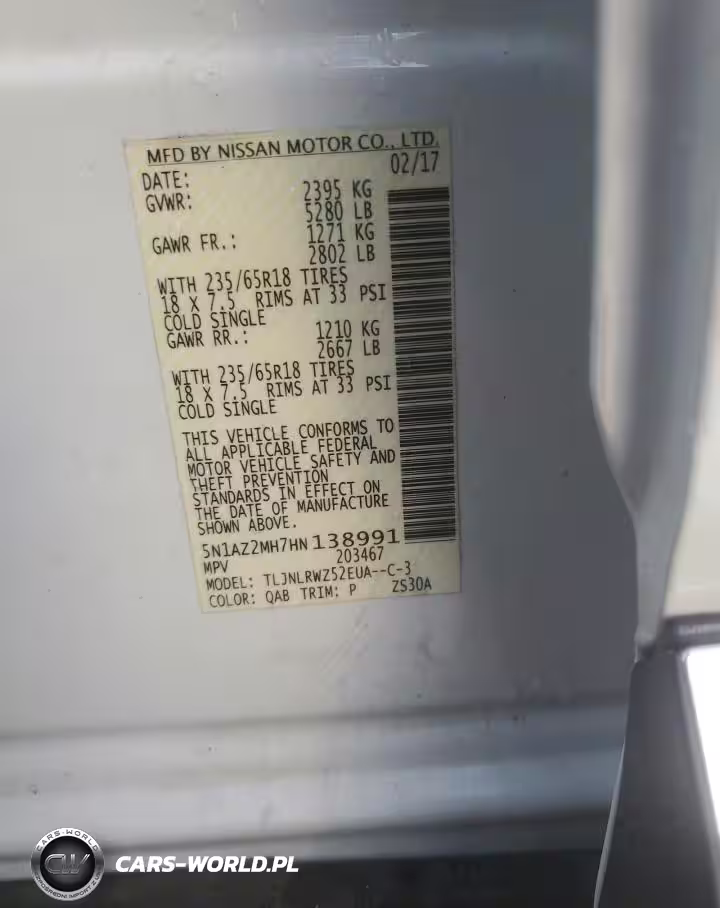 MFD BY NISSAN MOTOR CO., LTD.
DATE: 02/17
GVWR: 2395 KG
5280 LB
GAWR FR.: 1271 KG
2802 LB
WITH 235/65R18 TIRES
18 X 7.5 RIMS AT 33 PSI
COLD SINGLE
GAWR RR.: 1210 KG
2667 LB
WITH 235/65R18 TIRES
18 X 7.5 RIMS AT 33 PSI
COLD SINGLE
THIS VEHICLE CONFORMS TO
ALL APPLICABLE FEDERAL
MOTOR VEHICLE SAFETY AND
THEFT PREVENTION
STANDARDS IN EFFECT ON
THE DATE OF MANUFACTURE
SHOWN ABOVE.
5N1AZ2MH7HN138991
MPV 203467
MODEL: TLJNLRWZ52EUA--C-3
COLOR: QAB TRIM: P ZS30A
CARS-WORLD
CW
CARS-WORLD.PL